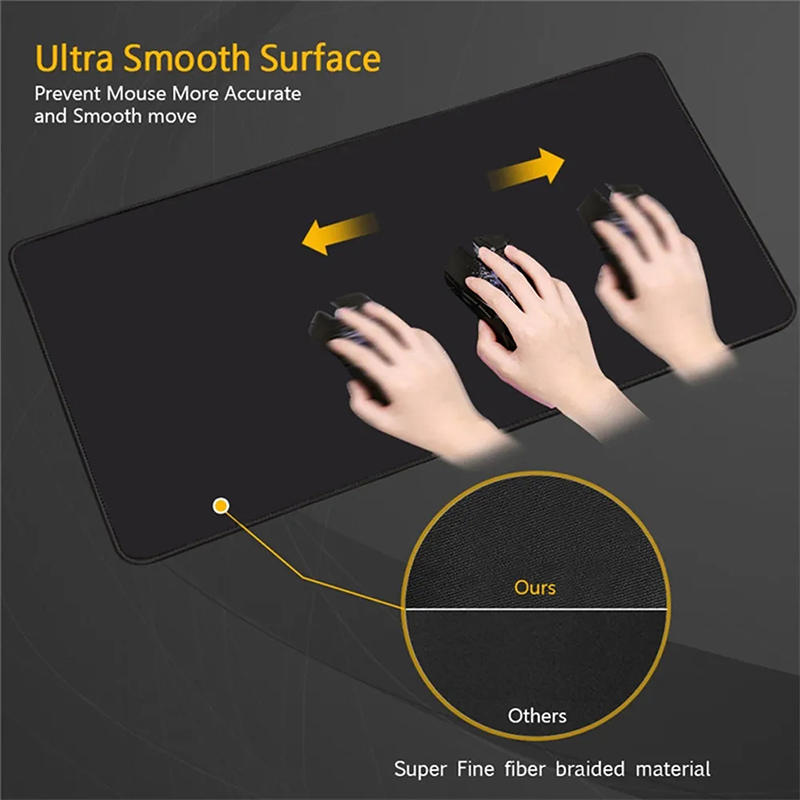 Ultra Smooth Surface
Prevent Mouse More Accurate
and Smooth move
Ours
Others
Super Fine fiber braided material